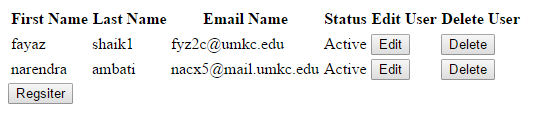 First Name Last Name Email Name Status Edit User Delete User
fayaz shaik1 fyz2c@umkc.edu Active Edit Delete
narendra ambati nacx5@mail.umkc.edu Active Edit Delete
Regsiter